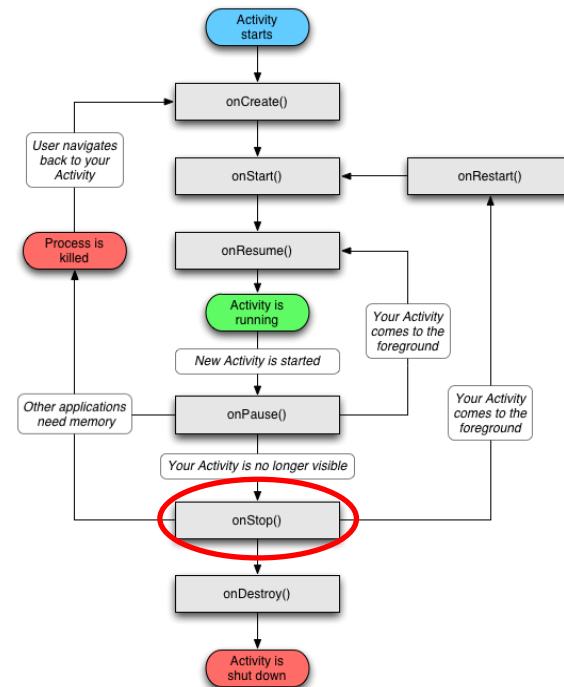 Activity
starts
onCreate()
User navigates
back to your
Activity
onStart()
onRestart()
Process is
killed
onResume()
Activity is
running
Your Activity
comes to the
foreground
New Activity is started
Other applications
need memory
onPause()
Your Activity
comes to the
foreground
Your Activity is no longer visible
onStop()
onDestroy()
Activity is
shut down